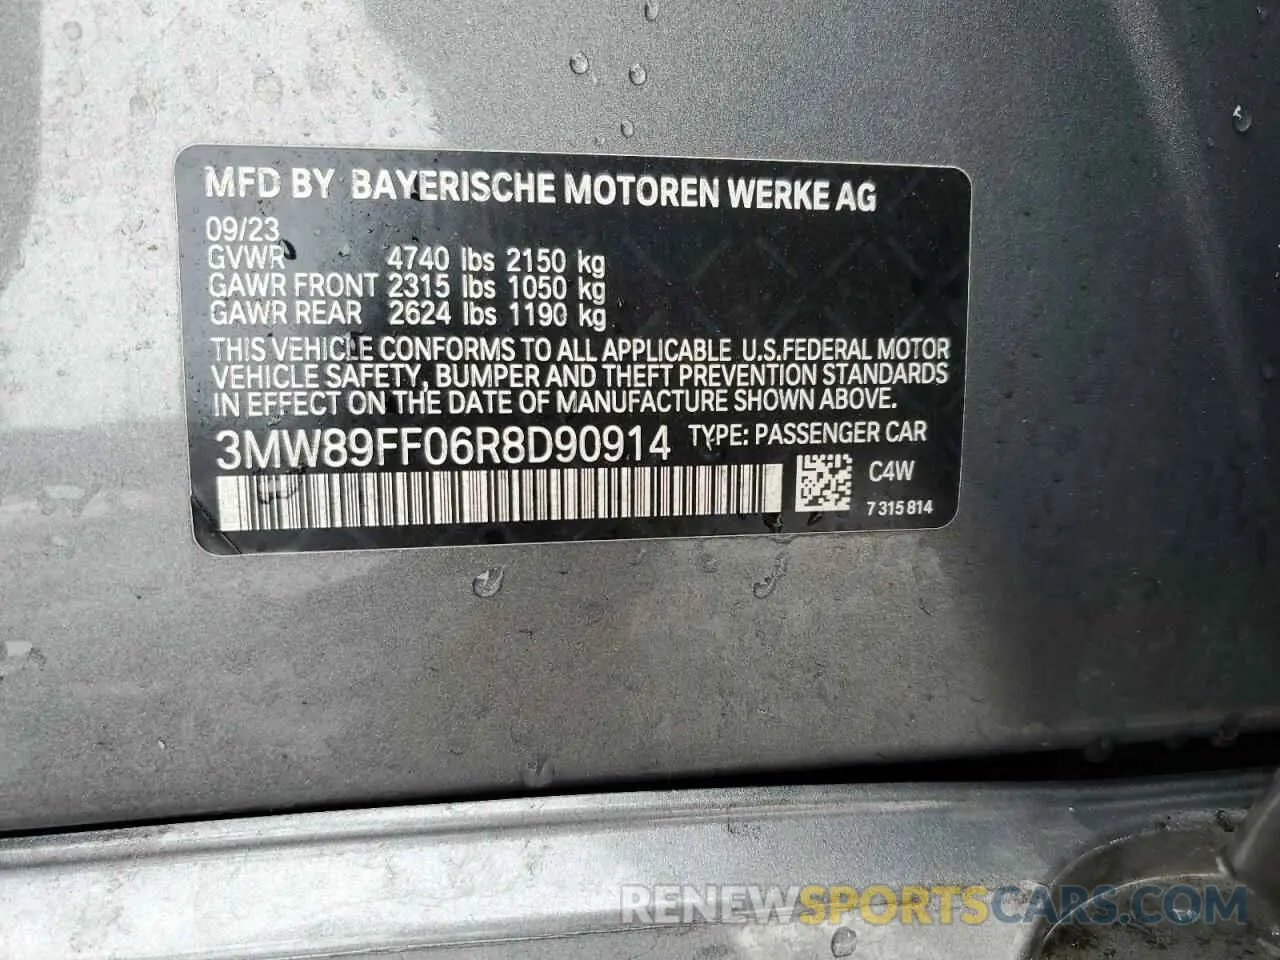 MFD BY BAYERISCHE MOTOREN WERKE AG
09/23
GVWR 4740 lbs 2150 kg
GAWR FRONT 2315 lbs 1050 kg
GAWR REAR 2624 lbs 1190 kg
THIS VEHICLE CONFORMS TO ALL APPLICABLE U.S.FEDERAL MOTOR
VEHICLE SAFETY, BUMPER AND THEFT PREVENTION STANDARDS
IN EFFECT ON THE DATE OF MANUFACTURE SHOWN ABOVE.
3MW89FF06R8D90914 TYPE: PASSENGER CAR
C4W
7 315 814
RENEWSPORTSCARS.COM